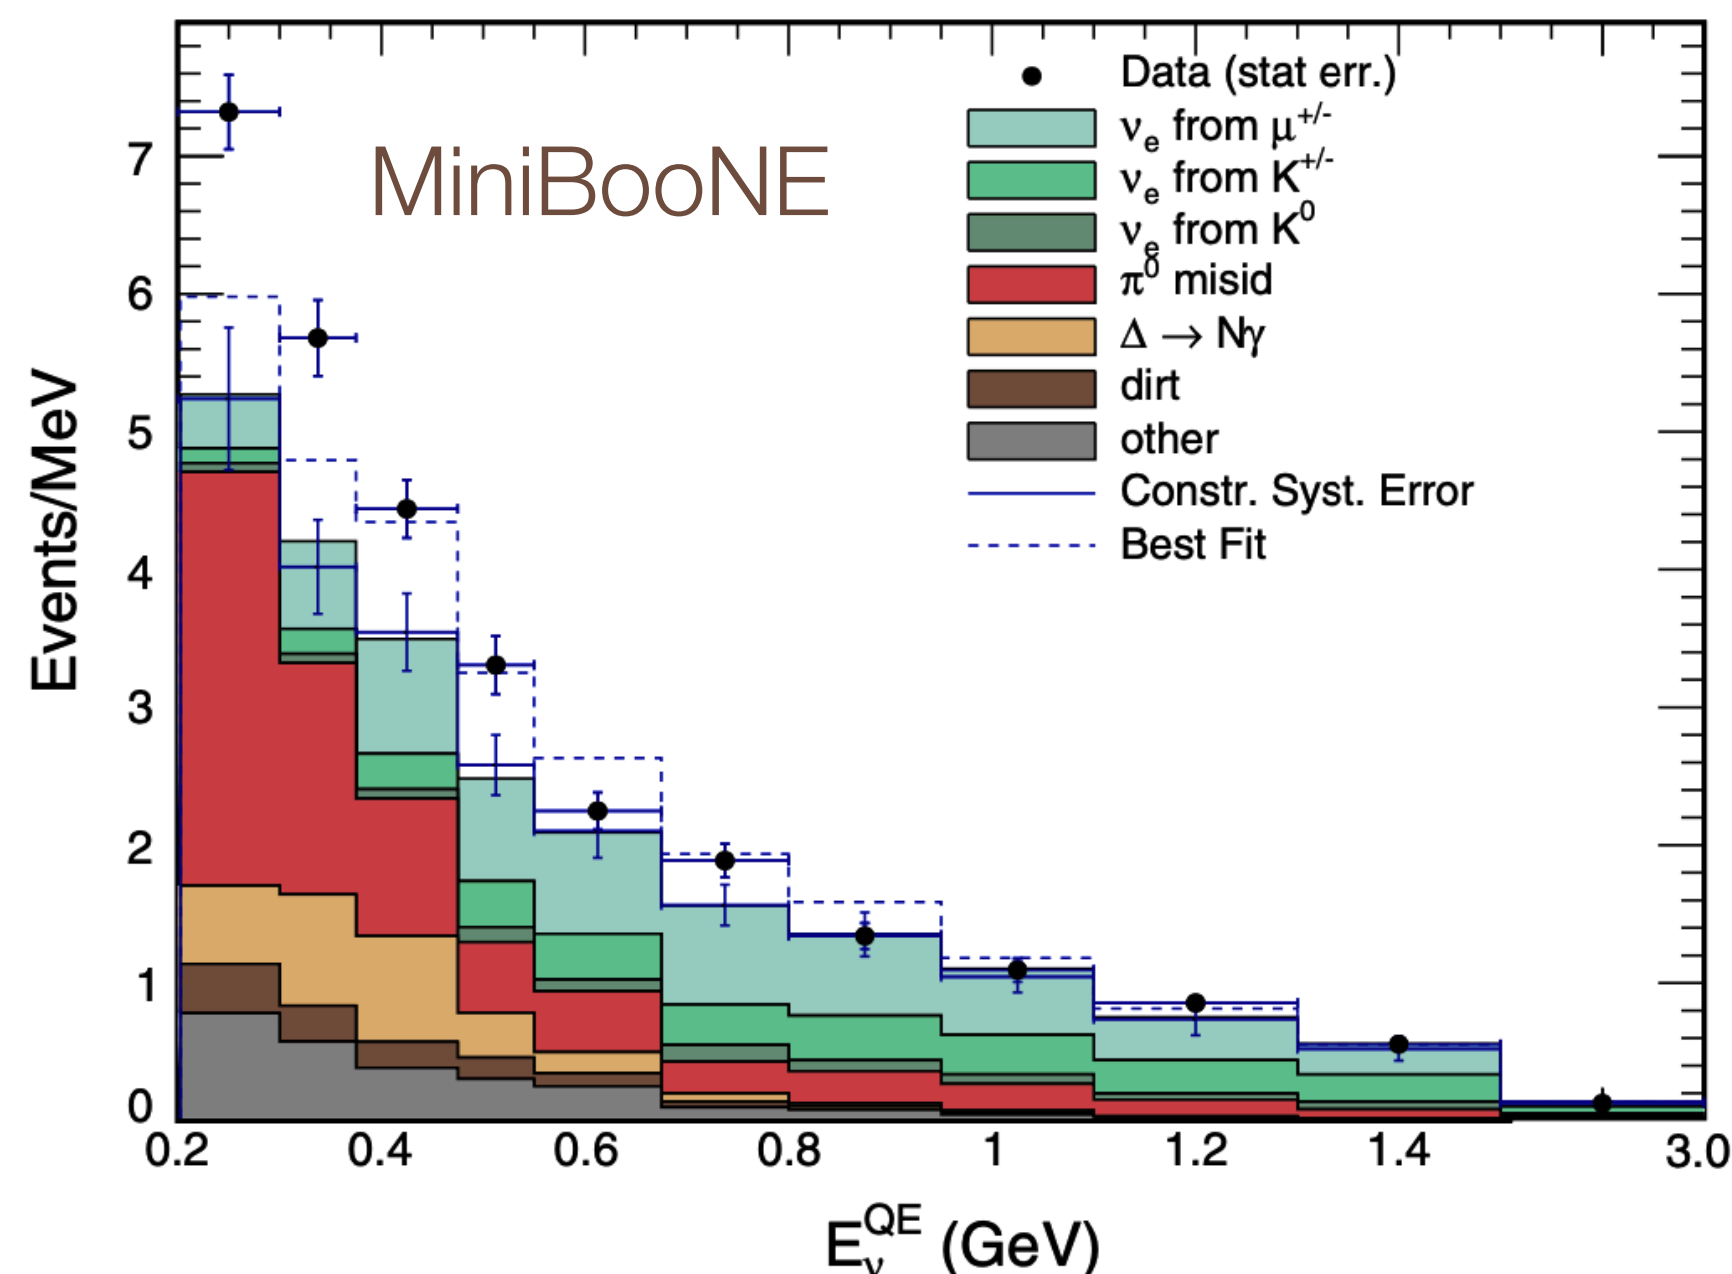 MiniBooNE
Data (stat err.)
νe from μ+/-
νe from K+/-
νe from K0
π0 misid
Δ → Nγ
dirt
other
Constr. Syst. Error
Best Fit
Events/MeV
7
6
5
4
3
2
1
0
0.2 0.4 0.6 0.8 1 1.2 1.4 3.0
EνQE (GeV)